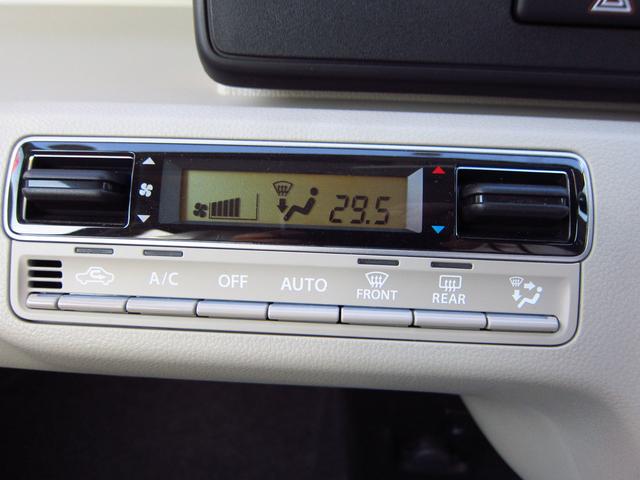 29.5
A/C OFF AUTO FRONT REAR